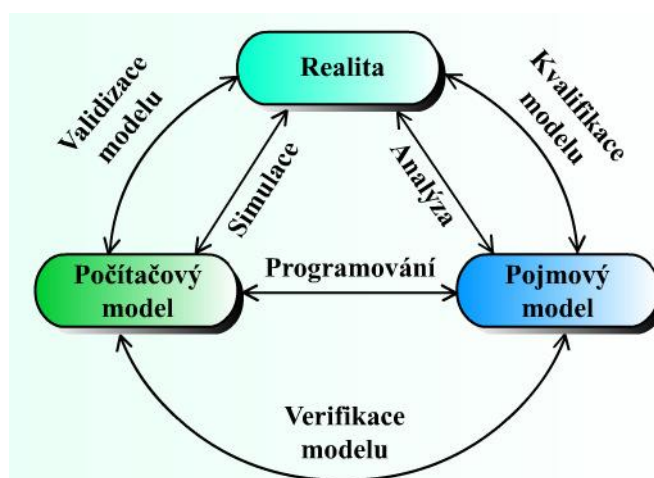 Realita
Validizace
modelu
Kvalifikace
modelu
Simulace
Analýza
Počítačový
model
Programování
Pojmový
model
Verifikace
modelu